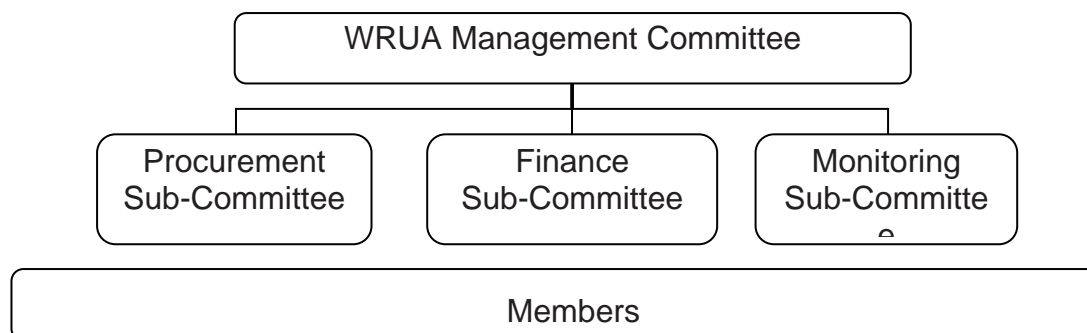 WRUA Management Committee
Procurement
Sub-Committee
Finance
Sub-Committee
Monitoring
Sub-Committe
e
Members